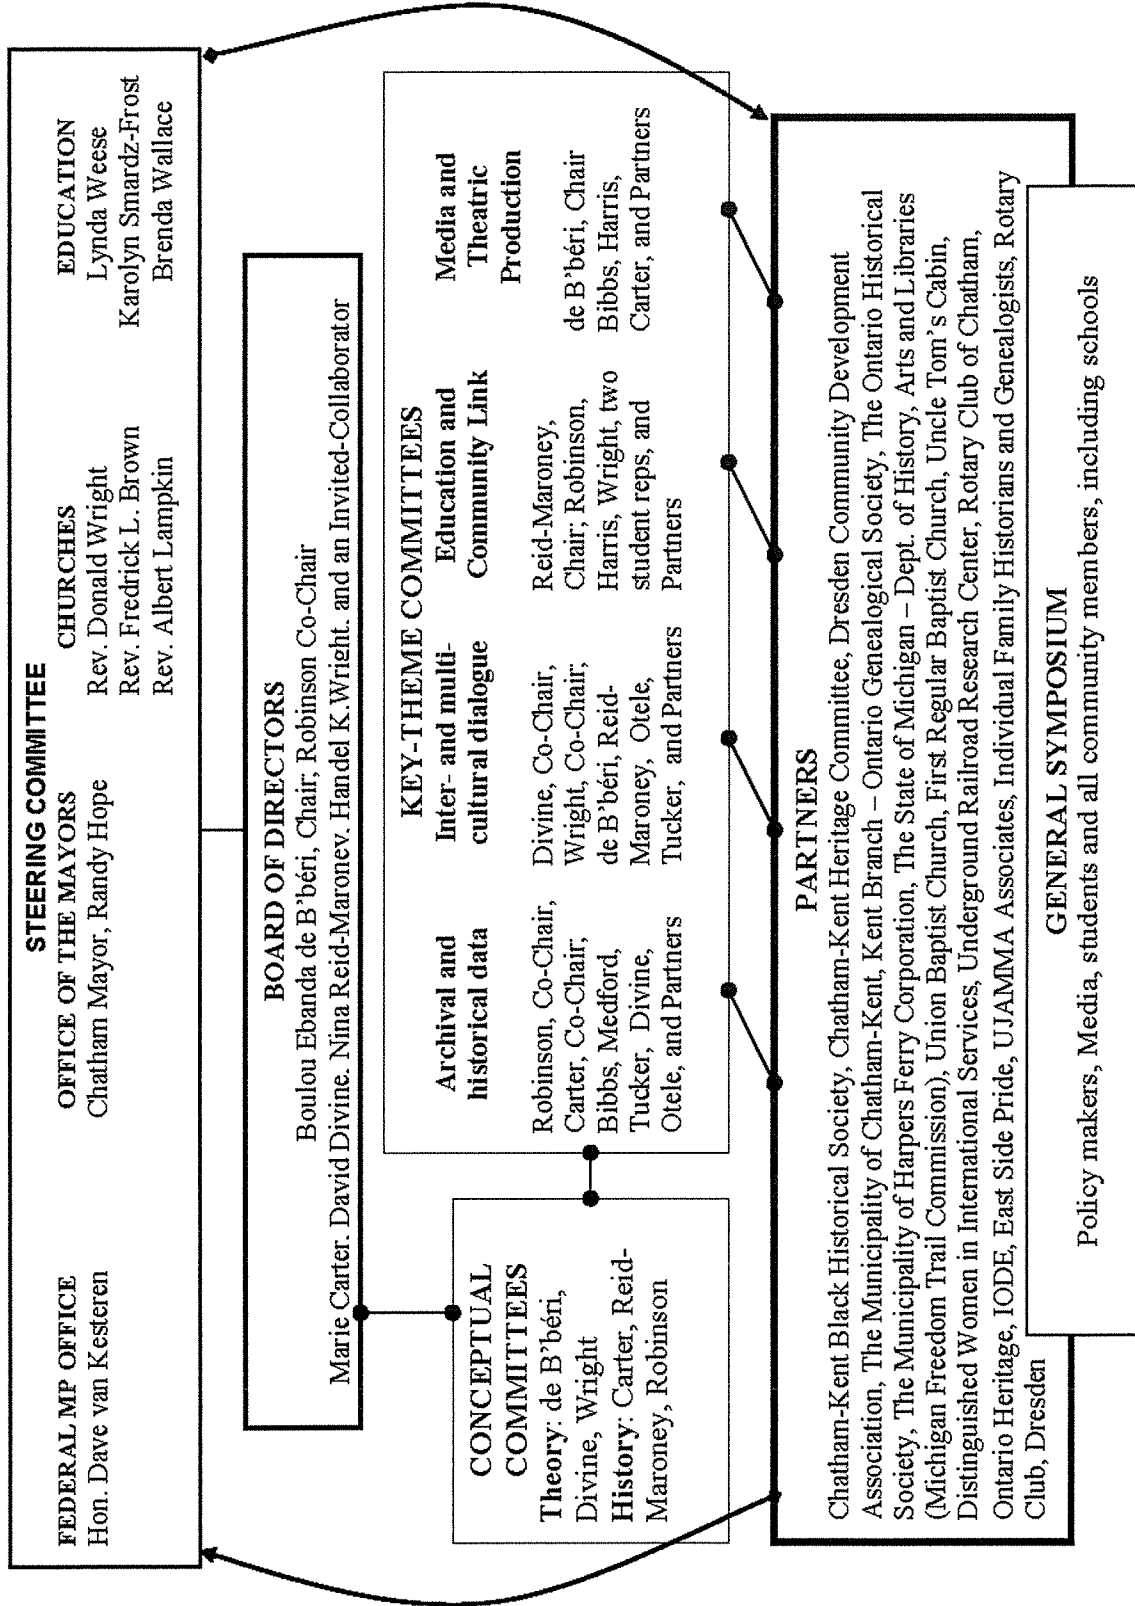 STEERING COMMITTEE
FEDERAL MP OFFICE
Hon. Dave van Kesteren
OFFICE OF THE MAYORS
Chatham Mayor, Randy Hope
CHURCHES
Rev. Donald Wright
Rev. Fredrick L. Brown
Rev. Albert Lampkin
EDUCATION
Lynda Weese
Karolyn Smardz-Frost
Brenda Wallace
BOARD OF DIRECTORS
Boulou Ebanda de B'béri, Chair; Robinson Co-Chair
Marie Carter. David Divine. Nina Reid-Maroney. Handel K.Wright. and an Invited-Collaborator
CONCEPTUAL
COMMITTEES
Theory: de B'béri,
Divine, Wright
History: Carter, Reid-
Maroney, Robinson
KEY-THEME COMMITTEES
Archival and
historical data
Robinson, Co-Chair,
Carter, Co-Chair;
Bibbs, Medford,
Tucker, Divine,
Otele, and Partners
Inter- and multi-
cultural dialogue
Divine, Co-Chair,
Wright, Co-Chair;
de B'béri, Reid-
Maroney, Otele,
Tucker, and Partners
Education and
Community Link
Reid-Maroney,
Chair; Robinson,
Harris, Wright, two
student reps, and
Partners
Media and
Theatric
Production
de B'béri, Chair
Bibbs, Harris,
Carter, and Partners
PARTNERS
Chatham-Kent Black Historical Society, Chatham-Kent Heritage Committee, Dresden Community Development
Association, The Municipality of Chatham-Kent, Kent Branch – Ontario Genealogical Society, The Ontario Historical
Society, The Municipality of Harpers Ferry Corporation, The State of Michigan – Dept. of History, Arts and Libraries
(Michigan Freedom Trail Commission), Union Baptist Church, First Regular Baptist Church, Uncle Tom's Cabin,
Distinguished Women in International Services, Underground Railroad Research Center, Rotary Club of Chatham,
Ontario Heritage, IODE, East Side Pride, UJAMMA Associates, Individual Family Historians and Genealogists, Rotary
Club, Dresden
GENERAL SYMPOSIUM
Policy makers, Media, students and all community members, including schools